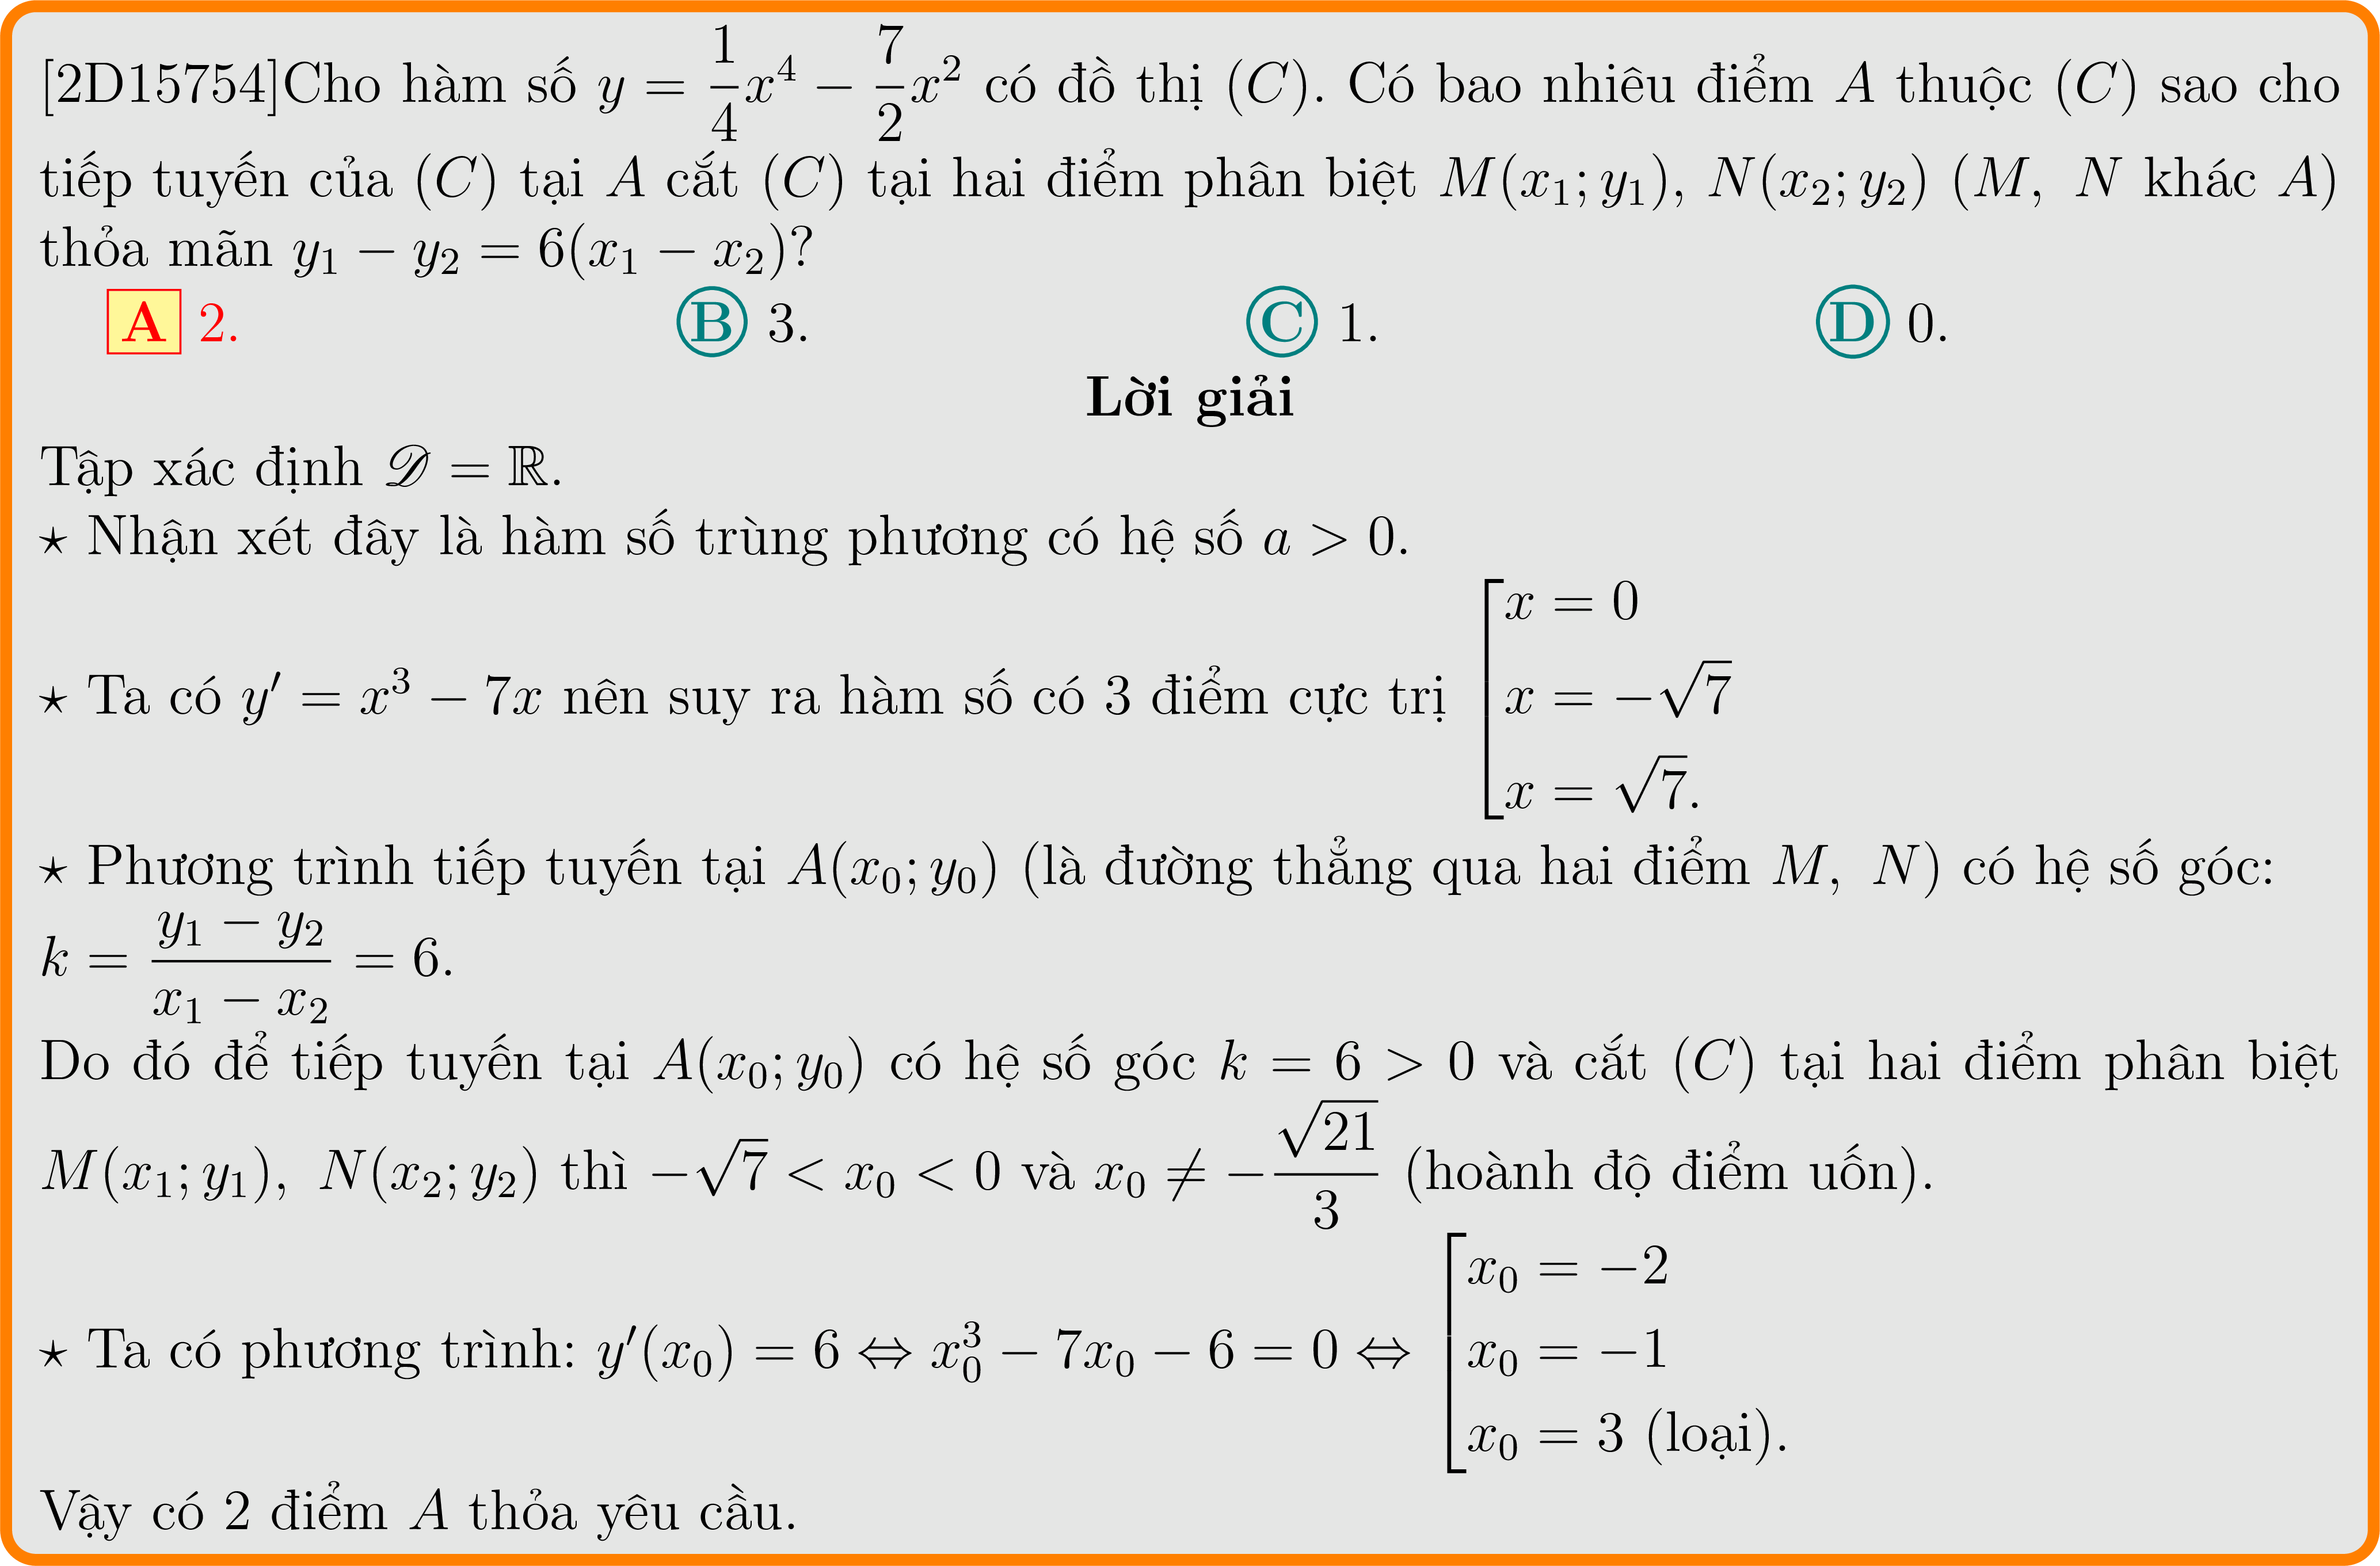 [2D15754]Cho hàm số $y = \dfrac{1}{4}x^4 - \dfrac{7}{2}x^2$ có đồ thị $(C)$. Có bao nhiêu điểm $A$ thuộc $(C)$ sao cho
tiếp tuyến của $(C)$ tại $A$ cắt $(C)$ tại hai điểm phân biệt $M(x_1; y_1)$, $N(x_2; y_2)$ ($M$, $N$ khác $A$)
thỏa mãn $y_1 - y_2 = 6(x_1 - x_2)$?
A 2. B 3. C 1. D 0.
Lời giải
Tập xác định $\mathscr{D} = \mathbb{R}$.
⋆ Nhận xét đây là hàm số trùng phương có hệ số $a > 0$.
⋆ Ta có $y' = x^3 - 7x$ nên suy ra hàm số có 3 điểm cực trị $\left[\begin{array}{l} x = 0 \\ x = -\sqrt{7} \\ x = \sqrt{7}. \end{array}\right.$
⋆ Phương trình tiếp tuyến tại $A(x_0; y_0)$ (là đường thẳng qua hai điểm $M$, $N$) có hệ số góc:
$k = \dfrac{y_1 - y_2}{x_1 - x_2} = 6.$
Do đó để tiếp tuyến tại $A(x_0; y_0)$ có hệ số góc $k = 6 > 0$ và cắt $(C)$ tại hai điểm phân biệt
$M(x_1; y_1)$, $N(x_2; y_2)$ thì $-\sqrt{7} < x_0 < 0$ và $x_0 \neq -\dfrac{\sqrt{21}}{3}$ (hoành độ điểm uốn).
⋆ Ta có phương trình: $y'(x_0) = 6 \Leftrightarrow x_0^3 - 7x_0 - 6 = 0 \Leftrightarrow \left[\begin{array}{l} x_0 = -2 \\ x_0 = -1 \\ x_0 = 3 \text{ (loại)}. \end{array}\right.$
Vậy có 2 điểm $A$ thỏa yêu cầu.